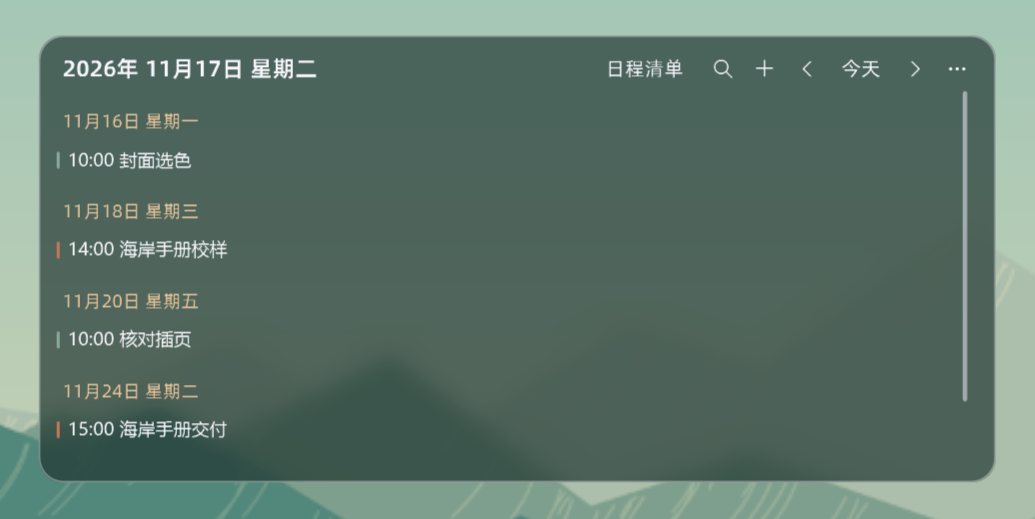 2026年 11月17日 星期二 日程清单 今天
11月16日 星期一
10:00 封面选色
11月18日 星期三
14:00 海岸手册校样
11月20日 星期五
10:00 核对插页
11月24日 星期二
15:00 海岸手册交付